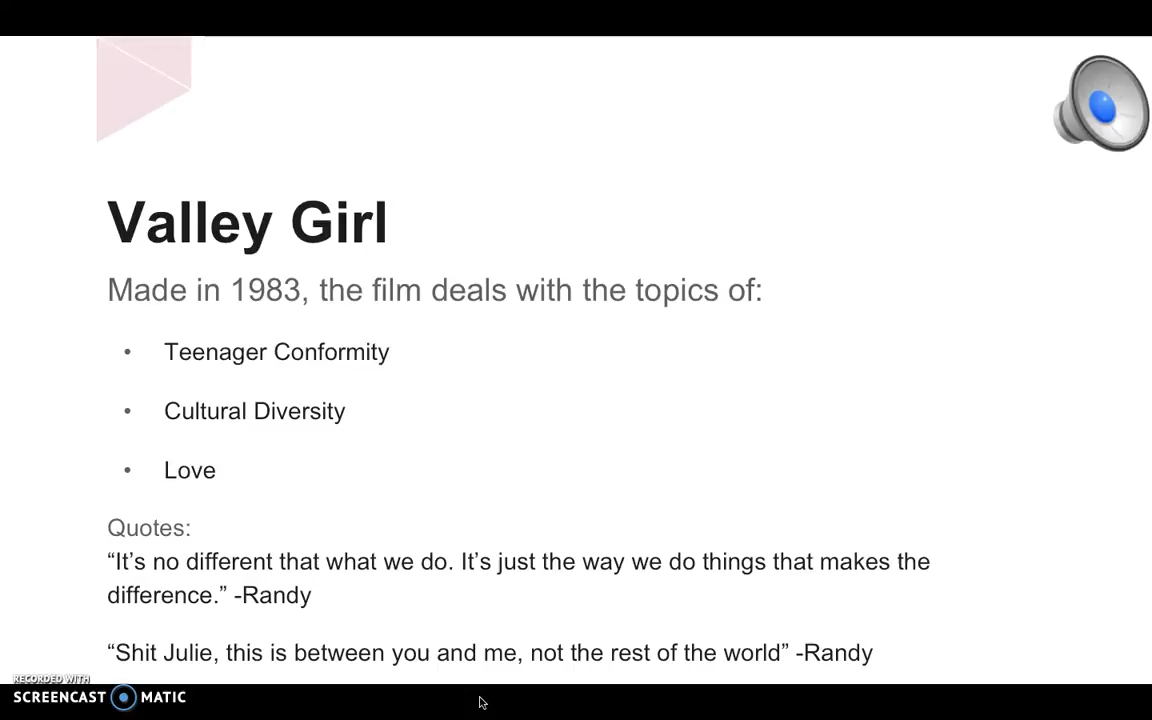 Valley Girl
Made in 1983, the film deals with the topics of:
• Teenager Conformity
• Cultural Diversity
• Love
Quotes:
“It’s no different that what we do. It’s just the way we do things that makes the
difference.” -Randy
“Shit Julie, this is between you and me, not the rest of the world” -Randy
RECORDED WITH
SCREENCAST MATIC